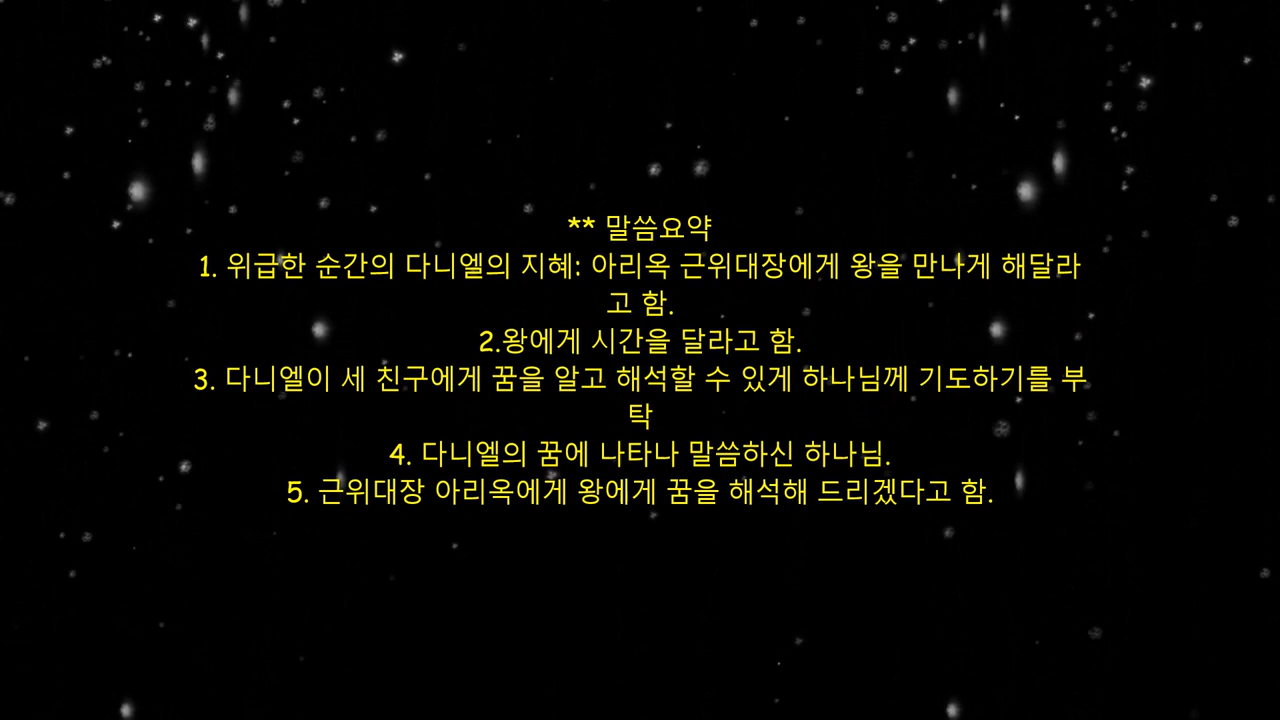 ** 말씀요약
1. 위급한 순간의 다니엘의 지혜: 아리옥 근위대장에게 왕을 만나게 해달라
고 함.
2.왕에게 시간을 달라고 함.
3. 다니엘이 세 친구에게 꿈을 알고 해석할 수 있게 하나님께 기도하기를 부
탁
4. 다니엘의 꿈에 나타나 말씀하신 하나님.
5. 근위대장 아리옥에게 왕에게 꿈을 해석해 드리겠다고 함.